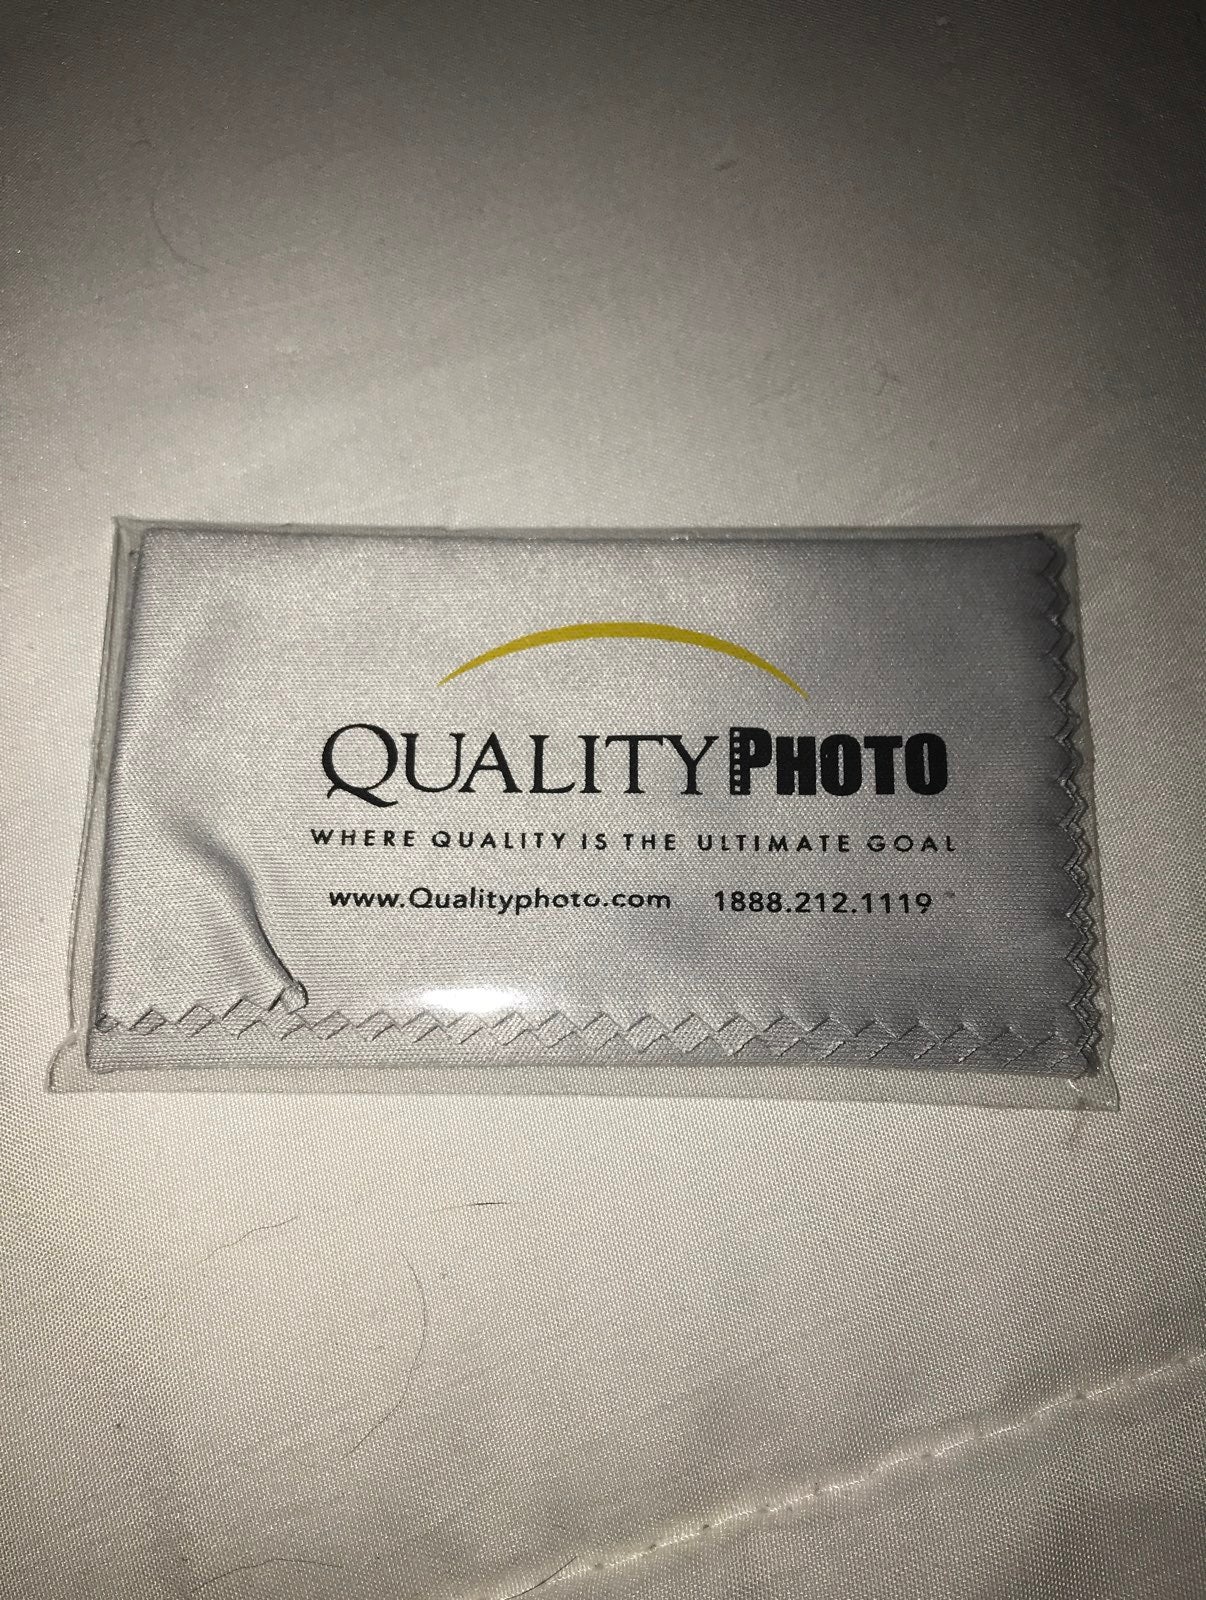 QUALITYPHOTO
WHERE QUALITY IS THE ULTIMATE GOAL
www.Qualityphoto.com 1888.212.1119